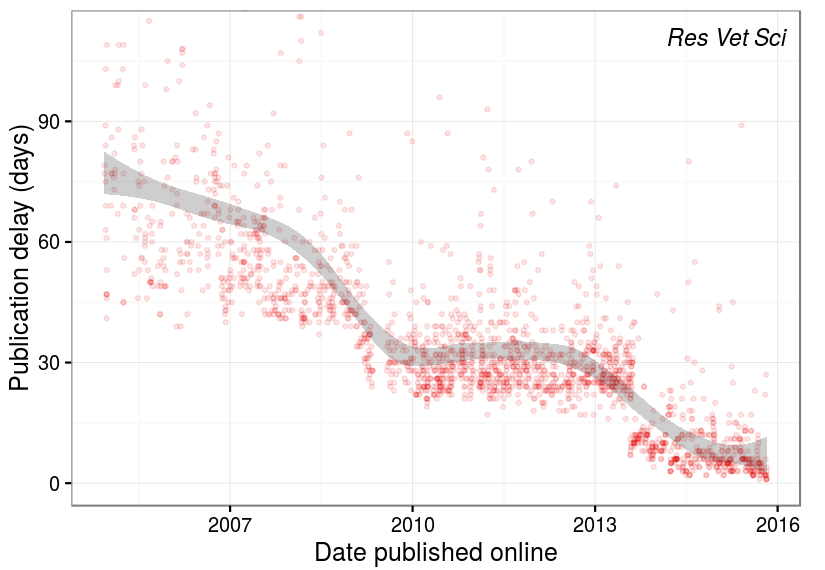 Res Vet Sci
Publication delay (days)
90
60
30
0
2007
2010
2013
2016
Date published online